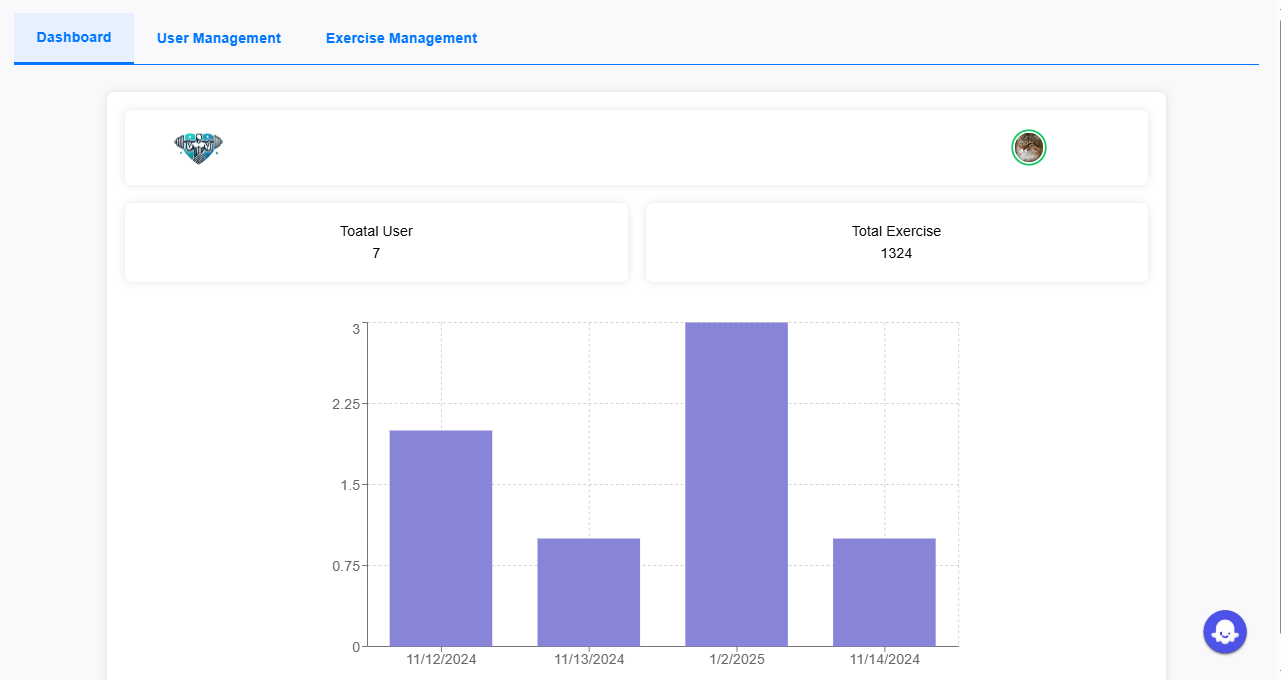 Dashboard
User Management
Exercise Management
Toatal User
7
Total Exercise
1324
3
2.25
1.5
0.75
0
11/12/2024
11/13/2024
1/2/2025
11/14/2024